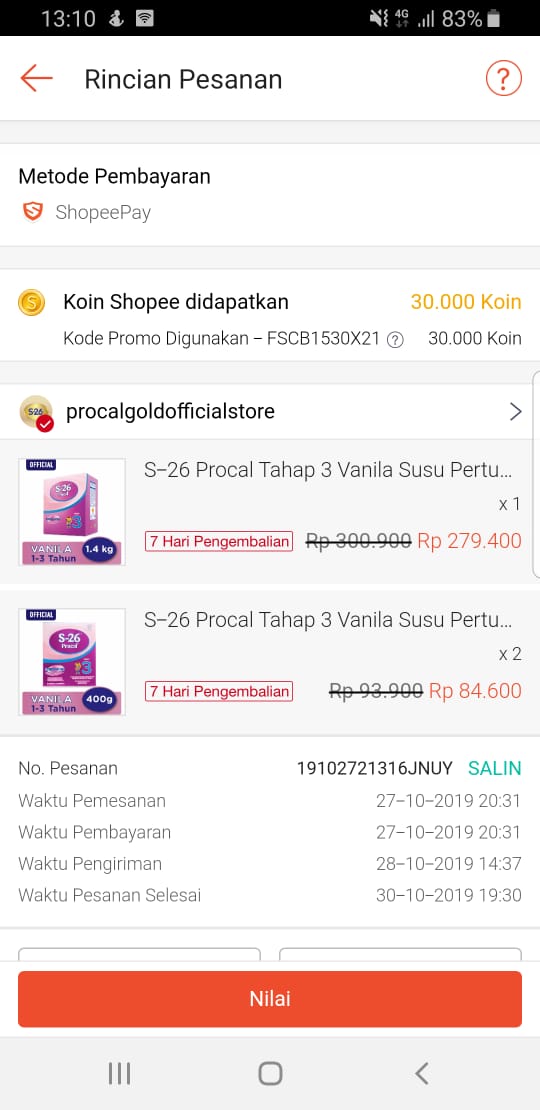 13:10
4G
83%
Rincian Pesanan
?
Metode Pembayaran
ShopeePay
Koin Shopee didapatkan 30.000 Koin
Kode Promo Digunakan – FSCB1530X21 ? 30.000 Koin
S-26
procalgoldofficialstore
OFFICIAL
S-26
Procal
3
VANILA
1-3 Tahun
1.4 kg
S-26 Procal Tahap 3 Vanila Susu Pertu...
x 1
7 Hari Pengembalian Rp 300.900 Rp 279.400
OFFICIAL
S-26
Procal
3
VANILA
1-3 Tahun
400g
S-26 Procal Tahap 3 Vanila Susu Pertu...
x 2
7 Hari Pengembalian Rp 93.900 Rp 84.600
No. Pesanan 19102721316JNUY SALIN
Waktu Pemesanan 27-10-2019 20:31
Waktu Pembayaran 27-10-2019 20:31
Waktu Pengiriman 28-10-2019 14:37
Waktu Pesanan Selesai 30-10-2019 19:30
Nilai